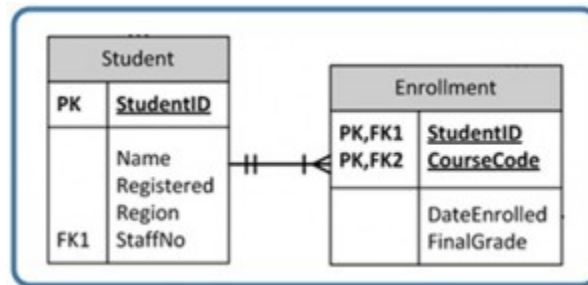 Student
PK StudentID
Name
Registered
Region
FK1 StaffNo
Enrollment
PK,FK1 StudentID
PK,FK2 CourseCode
DateEnrolled
FinalGrade